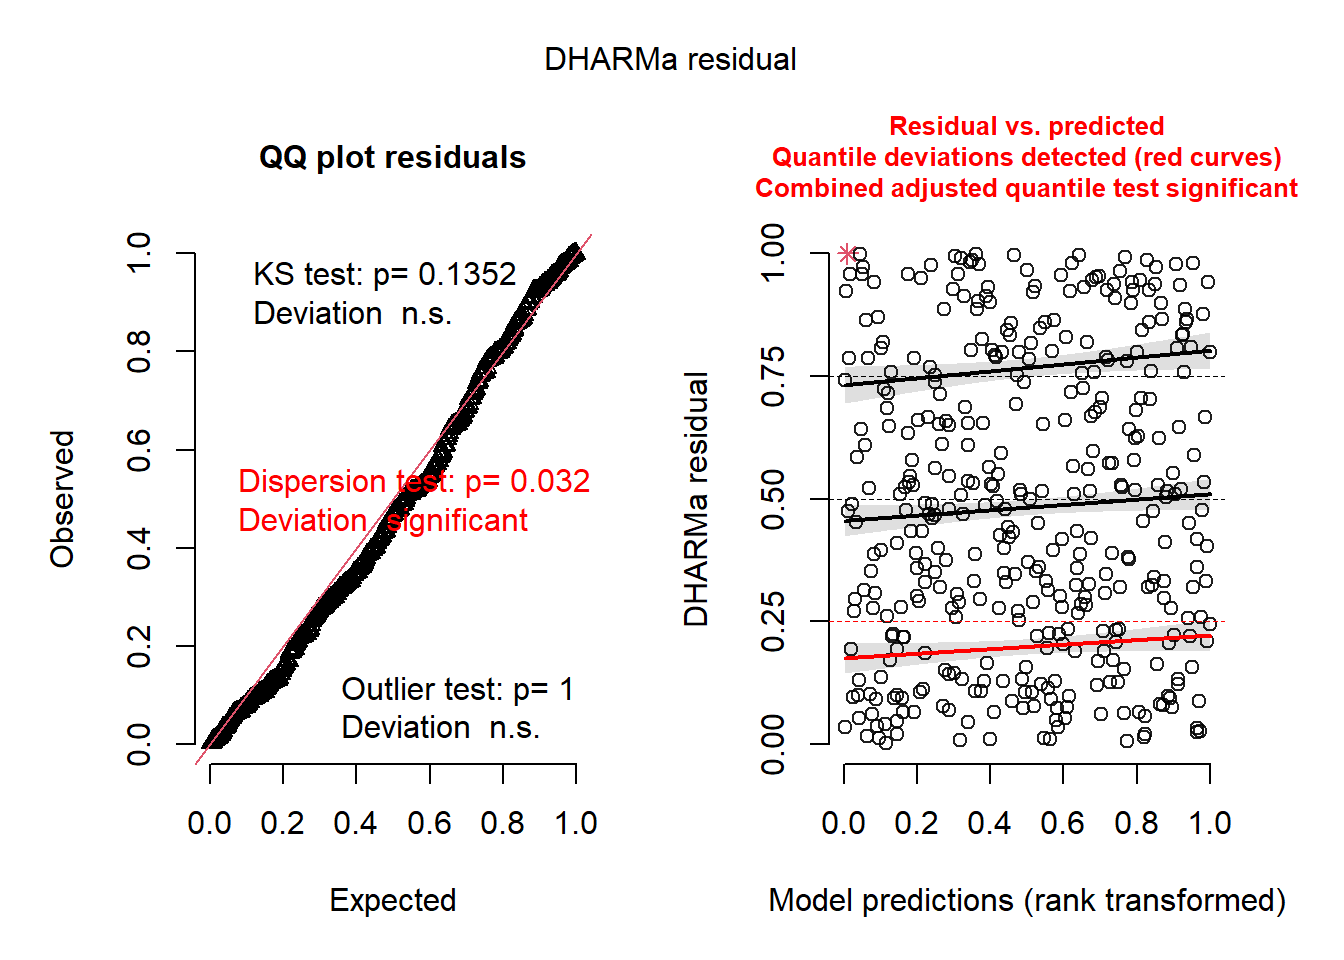 DHARMa residual
QQ plot residuals
KS test: p= 0.1352
Deviation  n.s.
Dispersion test: p= 0.032
Deviation  significant
Outlier test: p= 1
Deviation  n.s.
Observed
0.0 0.2 0.4 0.6 0.8 1.0
0.0 0.2 0.4 0.6 0.8 1.0
Expected
Residual vs. predicted
Quantile deviations detected (red curves)
Combined adjusted quantile test significant
DHARMa residual
0.00 0.25 0.50 0.75 1.00
0.0 0.2 0.4 0.6 0.8 1.0
Model predictions (rank transformed)